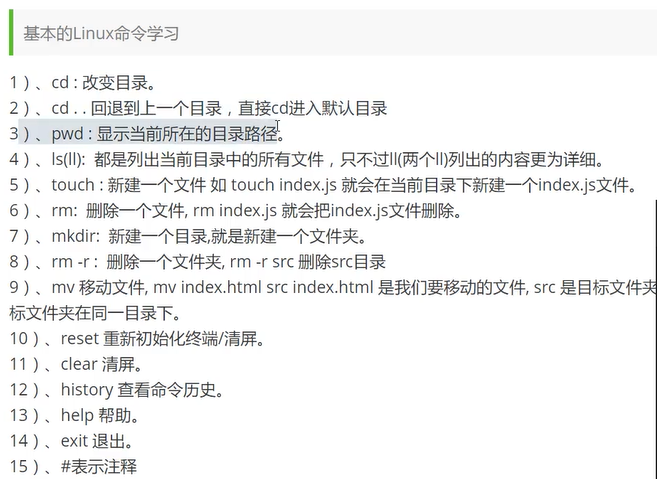 基本的Linux命令学习
1）、cd : 改变目录。
2）、cd . . 回退到上一个目录，直接cd进入默认目录
3）、pwd : 显示当前所在的目录路径。
4）、ls(ll): 都是列出当前目录中的所有文件，只不过ll(两个ll)列出的内容更为详细。
5）、touch : 新建一个文件 如 touch index.js 就会在当前目录下新建一个index.js文件。
6）、rm: 删除一个文件, rm index.js 就会把index.js文件删除。
7）、mkdir: 新建一个目录,就是新建一个文件夹。
8）、rm -r : 删除一个文件夹, rm -r src 删除src目录
9）、mv 移动文件, mv index.html src index.html 是我们要移动的文件, src 是目标文件夹
标文件夹在同一目录下。
10）、reset 重新初始化终端/清屏。
11）、clear 清屏。
12）、history 查看命令历史。
13）、help 帮助。
14）、exit 退出。
15）、#表示注释